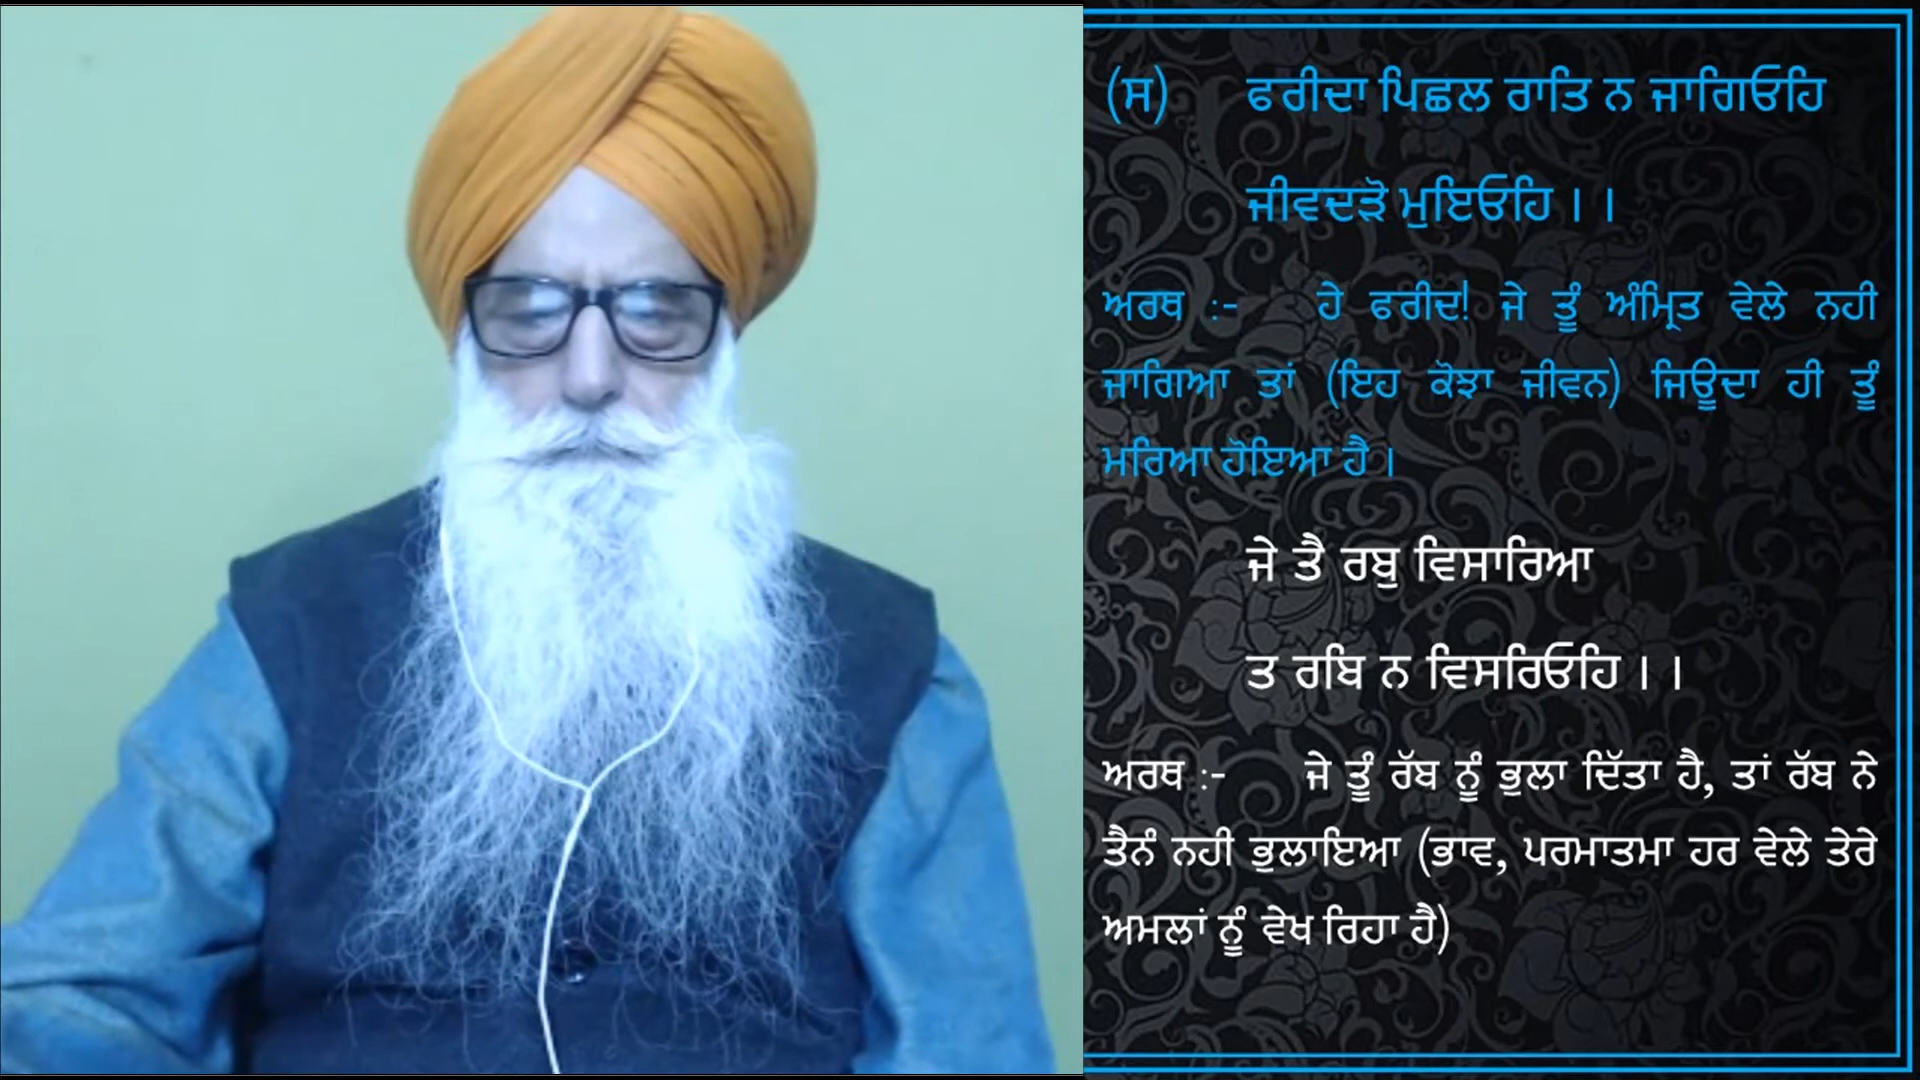 (ਸ) ਫਰੀਦਾ ਪਿਛਲ ਰਾਤਿ ਨ ਜਾਗਿਓਹਿ
ਜੀਵਦੜੋ ਮੁਇਓਹਿ।।
ਅਰਥ :- ਹੇ ਫਰੀਦ! ਜੇ ਤੂੰ ਅੰਮ੍ਰਿਤ ਵੇਲੇ ਨਹੀ
ਜਾਗਿਆ ਤਾਂ (ਇਹ ਕੋਝਾ ਜੀਵਨ) ਜਿਊਦਾ ਹੀ ਤੂੰ
ਮਰਿਆ ਹੋਇਆ ਹੈ।
ਜੇ ਤੈ ਰਬੁ ਵਿਸਾਰਿਆ
ਤ ਰਬਿ ਨ ਵਿਸਰਿਓਹਿ।।
ਅਰਥ :- ਜੇ ਤੂੰ ਰੱਬ ਨੂੰ ਭੁਲਾ ਦਿੱਤਾ ਹੈ, ਤਾਂ ਰੱਬ ਨੇ
ਤੈਨੰ ਨਹੀ ਭੁਲਾਇਆ (ਭਾਵ, ਪਰਮਾਤਮਾ ਹਰ ਵੇਲੇ ਤੇਰੇ
ਅਮਲਾਂ ਨੂੰ ਵੇਖ ਰਿਹਾ ਹੈ)